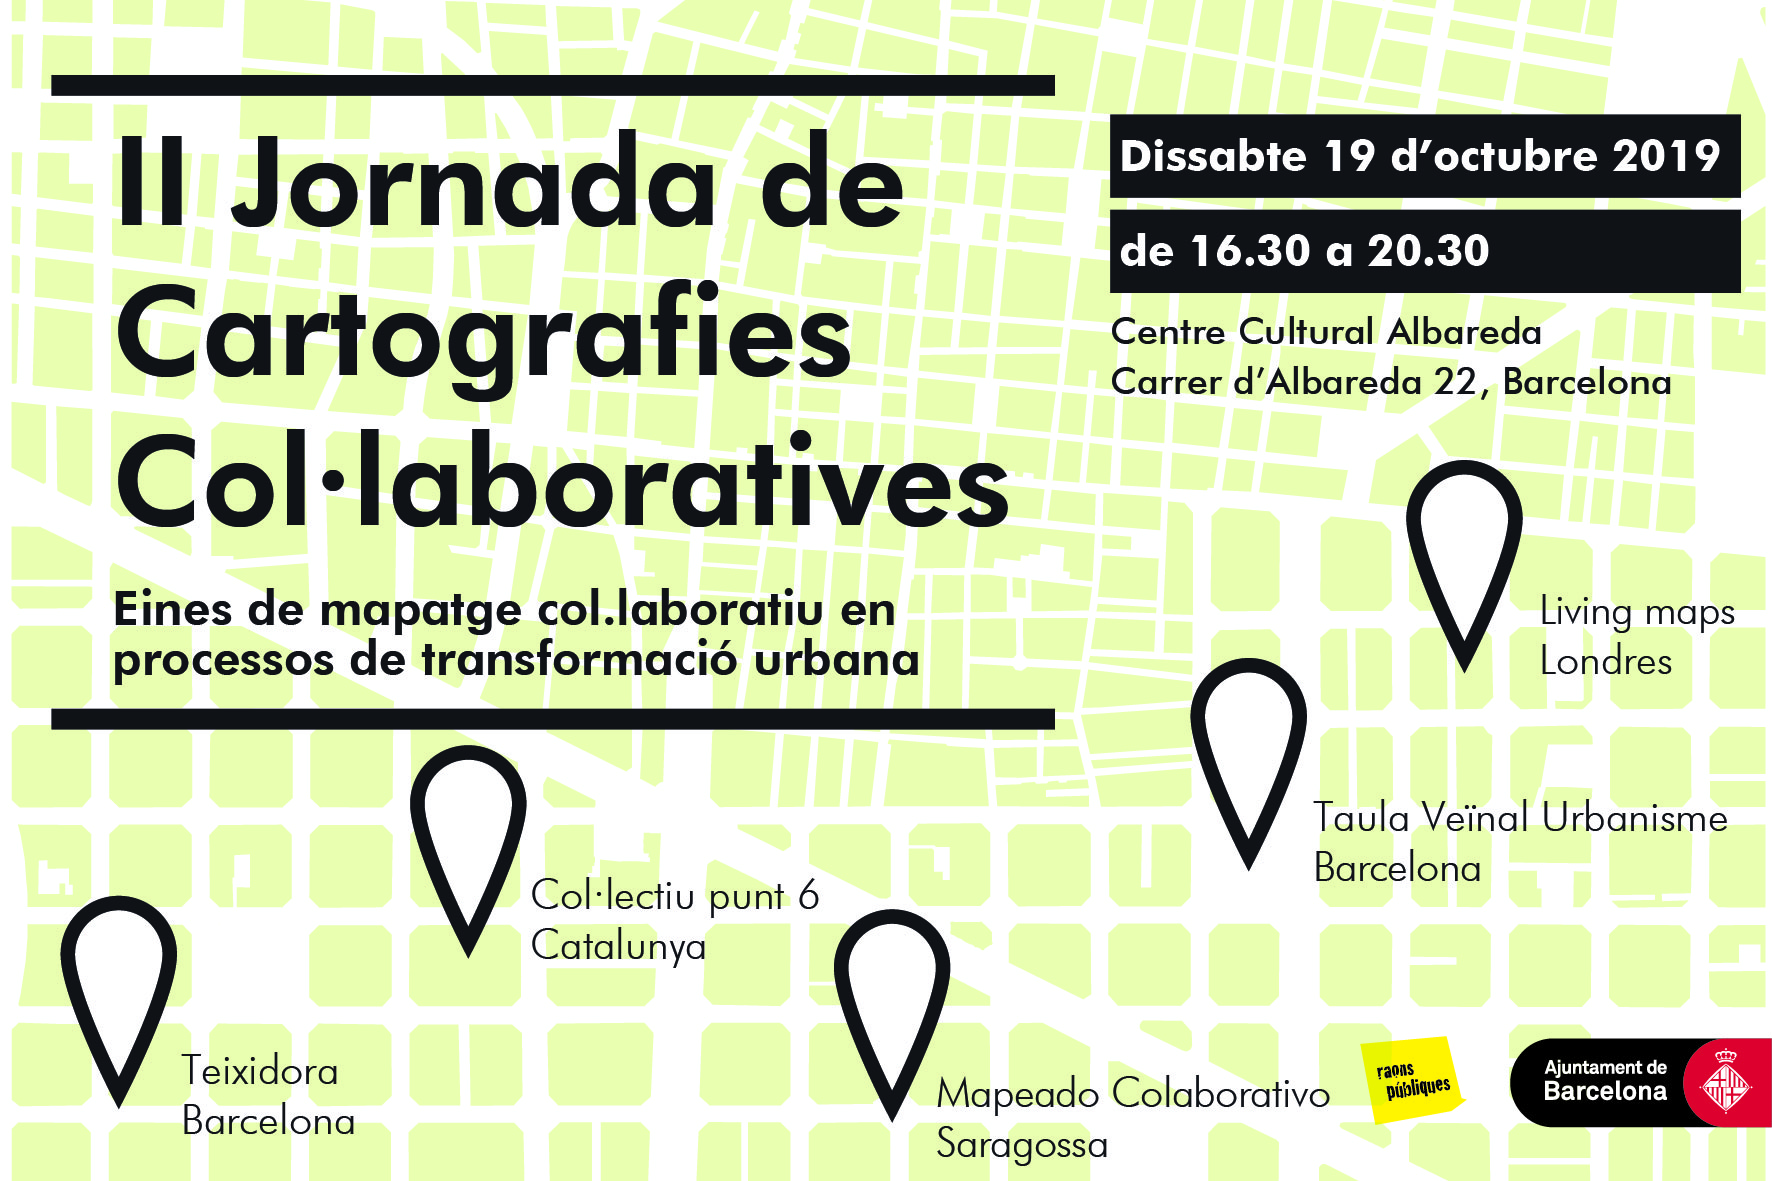 II Jornada de
Cartografies
Col·laboratives
Eines de mapatge col.laboratiu en
processos de transformació urbana
Dissabte 19 d’octubre 2019
de 16.30 a 20.30
Centre Cultural Albareda
Carrer d’Albareda 22, Barcelona
Living maps
Londres
Taula Veïnal Urbanisme
Barcelona
Col·lectiu punt 6
Catalunya
Teixidora
Barcelona
Mapeado Colaborativo
Saragossa
raons
públiques
Ajuntament de
Barcelona